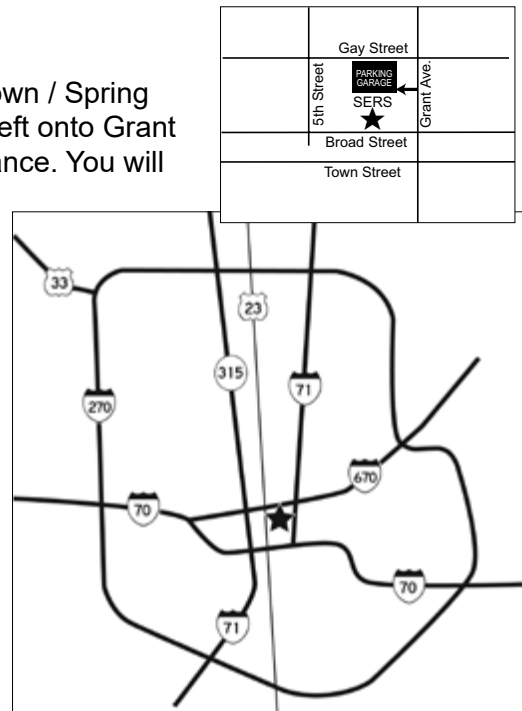 Gay Street
PARKING
GARAGE
5th Street
Grant Ave.
SERS
Broad Street
Town Street
own / Spring
eft onto Grant
ance. You will
33
23
315
71
270
670
70
70
71